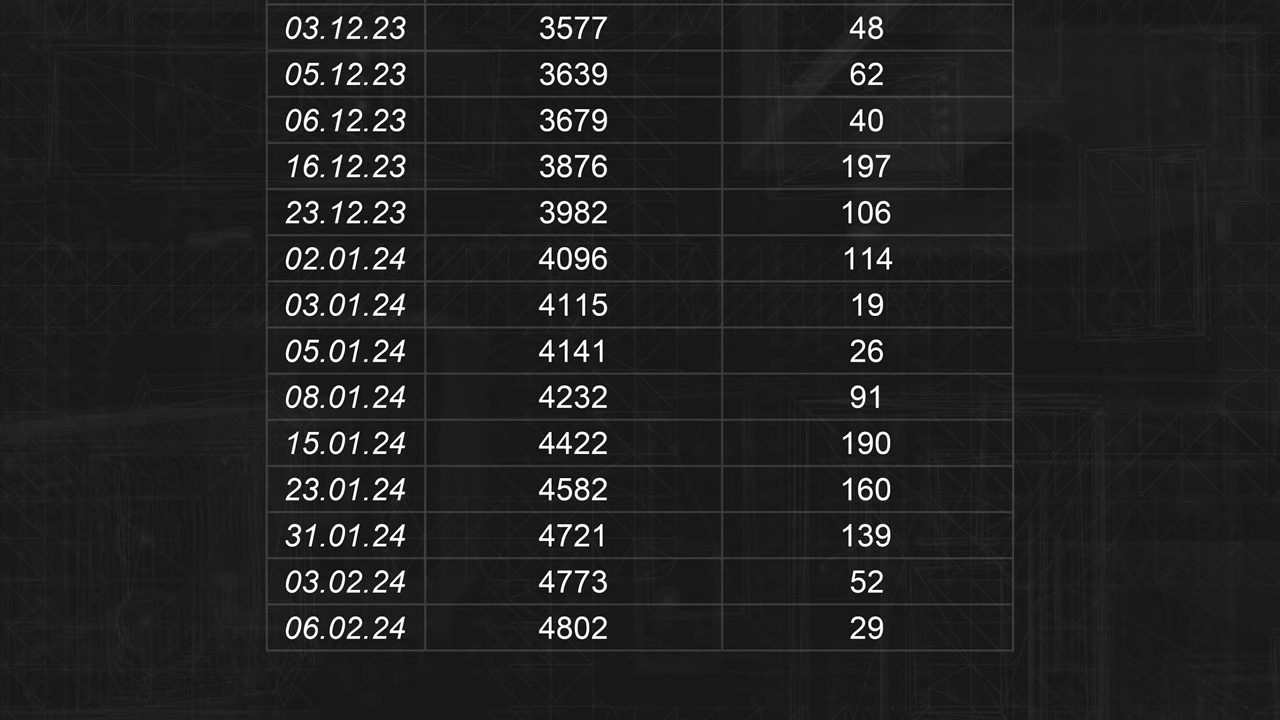 03.12.23 3577 48
05.12.23 3639 62
06.12.23 3679 40
16.12.23 3876 197
23.12.23 3982 106
02.01.24 4096 114
03.01.24 4115 19
05.01.24 4141 26
08.01.24 4232 91
15.01.24 4422 190
23.01.24 4582 160
31.01.24 4721 139
03.02.24 4773 52
06.02.24 4802 29